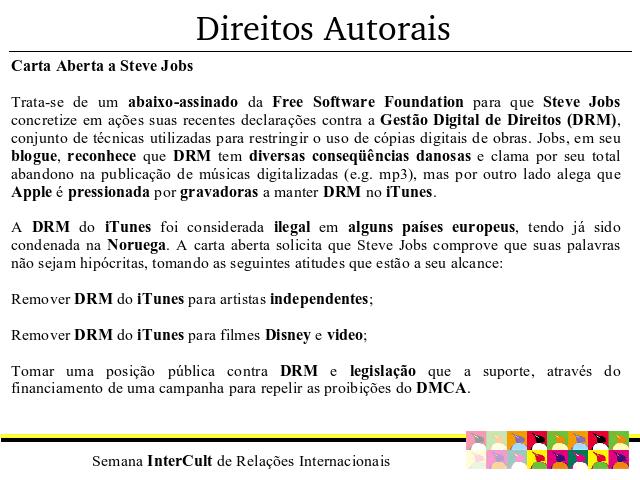 Direitos Autorais
Carta Aberta a Steve Jobs
Trata-se de um abaixo-assinado da Free Software Foundation para que Steve Jobs
concretize em ações suas recentes declarações contra a Gestão Digital de Direitos (DRM),
conjunto de técnicas utilizadas para restringir o uso de cópias digitais de obras. Jobs, em seu
blogue, reconhece que DRM tem diversas conseqüências danosas e clama por seu total
abandono na publicação de músicas digitalizadas (e.g. mp3), mas por outro lado alega que
Apple é pressionada por gravadoras a manter DRM no iTunes.
A DRM do iTunes foi considerada ilegal em alguns países europeus, tendo já sido
condenada na Noruega. A carta aberta solicita que Steve Jobs comprove que suas palavras
não sejam hipócritas, tomando as seguintes atitudes que estão a seu alcance:
Remover DRM do iTunes para artistas independentes;
Remover DRM do iTunes para filmes Disney e video;
Tomar uma posição pública contra DRM e legislação que a suporte, através do
financiamento de uma campanha para repelir as proibições do DMCA.
Semana InterCult de Relações Internacionais